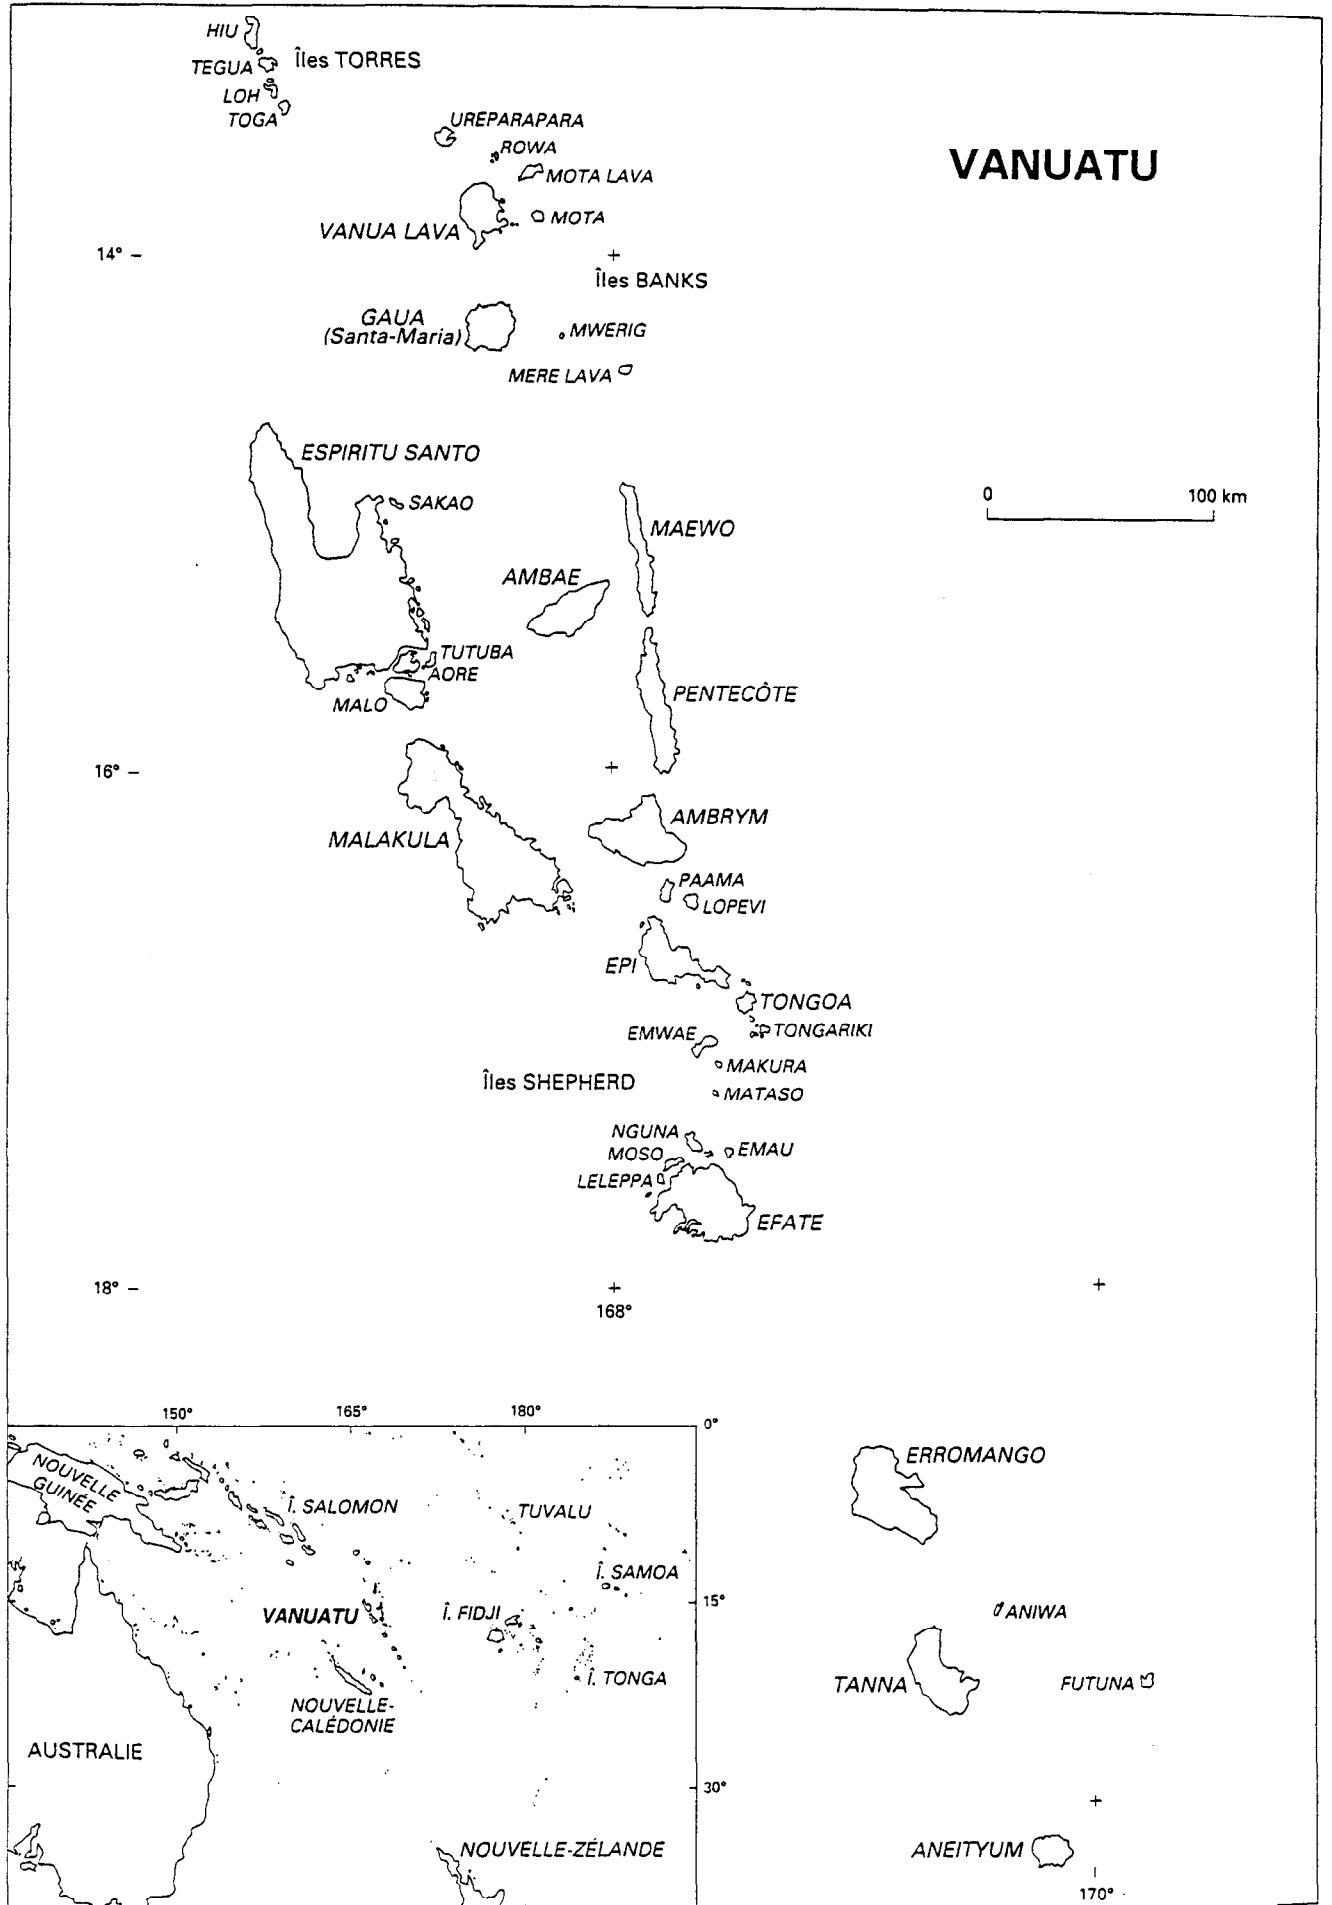 HIU
TEGUA
Îles TORRES
LOH
TOGA
UREPARAPARA
ROWA
MOTA LAVA
VANUATU
MOTA
VANUA LAVA
14°
Îles BANKS
GAUA
(Santa-Maria)
MWERIG
MERE LAVA
ESPIRITU SANTO
SAKAO
0 100 km
MAEWO
AMBAE
TUTUBA
AORE
MALO
PENTECÔTE
16°
AMBRYM
MALAKULA
PAAMA
LOPEVI
EPI
TONGOA
TONGARIKI
EMWAE
MAKURA
Îles SHEPHERD
MATASO
NGUNA
MOSO
EMAU
LELEPPA
EFATE
18°
168°
150° 165° 180°
0°
NOUVELLE
GUINÉE
Î. SALOMON
TUVALU
Î. SAMOA
15°
VANUATU
Î. FIDJI
Î. TONGA
NOUVELLE-
CALÉDONIE
AUSTRALIE
30°
NOUVELLE-ZÉLANDE
ERROMANGO
ANIWA
TANNA
FUTUNA
ANEITYUM
170°